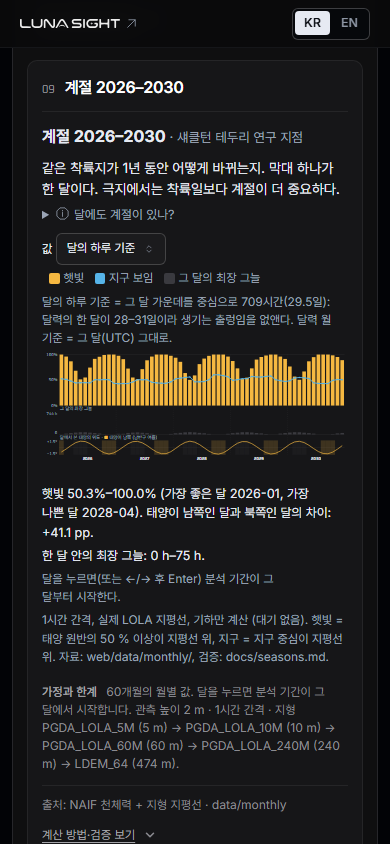 LUNA SIGHT ↗
KR EN
09 계절 2026–2030
계절 2026–2030 · 섀클턴 테두리 연구 지점
같은 착륙지가 1년 동안 어떻게 바뀌는지. 막대 하나가
한 달이다. 극지에서는 착륙일보다 계절이 더 중요하다.
▶ ⓘ 달에도 계절이 있나?
값 달의 하루 기준
햇빛 지구 보임 그 달의 최장 그늘
달의 하루 기준 = 그 달 가운데를 중심으로 709시간(29.5일):
달력의 한 달이 28–31일이라 생기는 출렁임을 없앤다. 달력 월
기준 = 그 달(UTC) 그대로.
100%
50%
0%
그 달의 최장 그늘
744 h
0
+1.5°
-1.5°
2026 2027 2028 2029 2030
햇빛 50.3%–100.0% (가장 좋은 달 2026-01, 가장
나쁜 달 2028-04). 태양이 남쪽인 달과 북쪽인 달의 차이:
+41.1 pp.
한 달 안의 최장 그늘: 0 h–75 h.
달을 누르면(또는 ←/→ 후 Enter) 분석 기간이 그
달부터 시작한다.
1시간 간격, 실제 LOLA 지평선, 기하만 계산 (대기 없음). 햇빛 =
태양 원반의 50 % 이상이 지평선 위, 지구 = 지구 중심이 지평선
위. 자료: web/data/monthly/, 검증: docs/seasons.md.
가정과 한계 60개월의 월별 값. 달을 누르면 분석 기간이 그
달에서 시작합니다. 관측 높이 2 m · 1시간 간격 · 지형
PGDA_LOLA_5M (5 m) → PGDA_LOLA_10M (10 m) →
PGDA_LOLA_60M (60 m) → PGDA_LOLA_240M (240
m) → LDEM_64 (474 m).
출처: NAIF 천체력 + 지형 지평선 · data/monthly
계산 방법·검증 보기